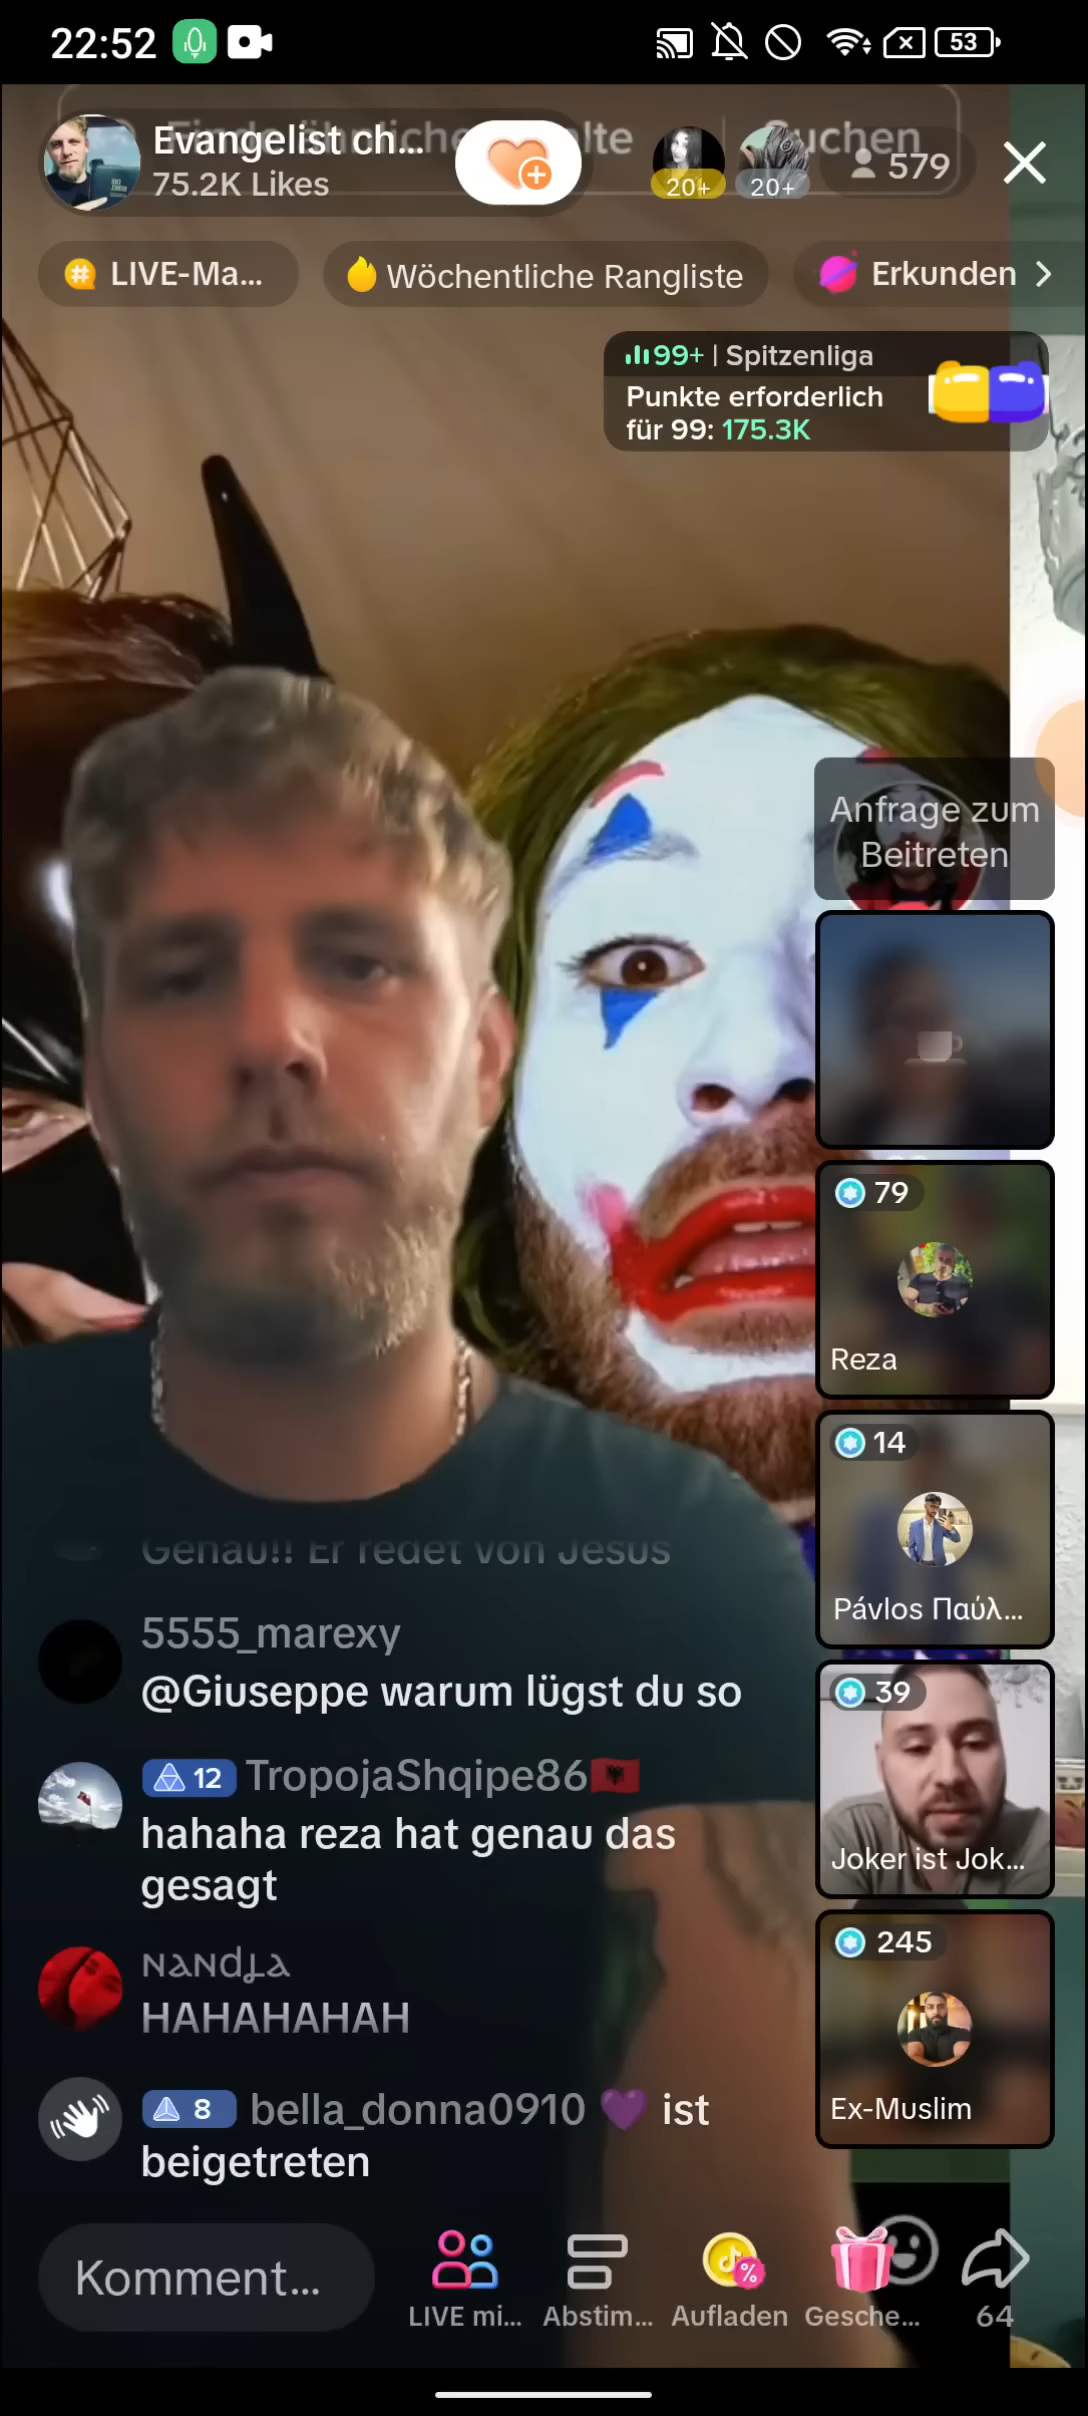 22:52
53
Evangelist ch...
75.2K Likes
Suchen
20+
20+
579
LIVE-Ma...
Wöchentliche Rangliste
Erkunden
99+ | Spitzenliga
Punkte erforderlich
für 99: 175.3K
Anfrage zum
Beitreten
79
Reza
14
Pávlos Παύλ...
39
Joker ist Jok...
245
Ex-Muslim
Genau!! Er redet von Jesus
5555_marexy
@Giuseppe warum lügst du so
12 TropojaShqipe86🇦🇱
hahaha reza hat genau das
gesagt
HAHAHAHAH
8 bella_donna0910 💜 ist
beigetreten
Komment...
LIVE mi...
Abstim...
Aufladen
Gesche...
64